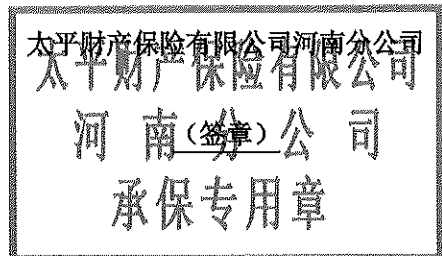 太平财产保险有限公司河南分公司
太平财产保险有限公司
（签章）
河南分公司
承保专用章